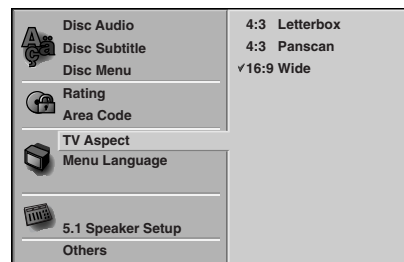 Disc Audio
Disc Subtitle
Disc Menu
Rating
Area Code
TV Aspect
Menu Language
5.1 Speaker Setup
Others
4:3 Letterbox
4:3 Panscan
✓16:9 Wide